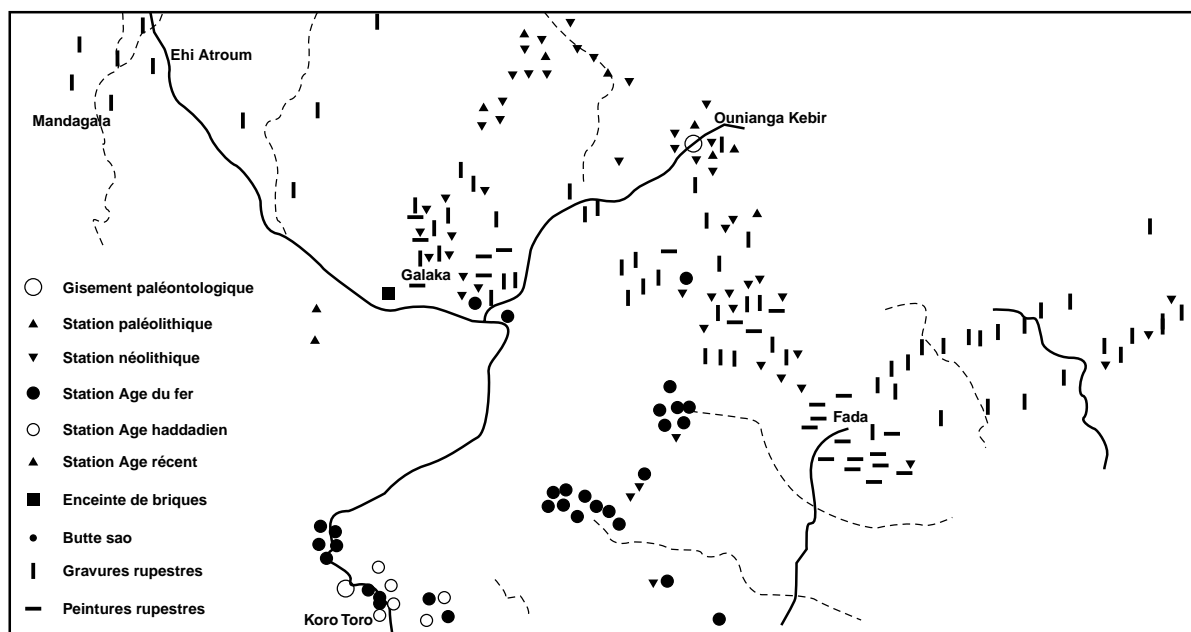 Ehi Atroum
Mandagala
Ounianga Kebir
Galaka
Gisement paléontologique
Station paléolithique
Station néolithique
Station Age du fer
Fada
Station Age haddadien
Station Age récent
Enceinte de briques
Butte sao
Gravures rupestres
Peintures rupestres
Koro Toro